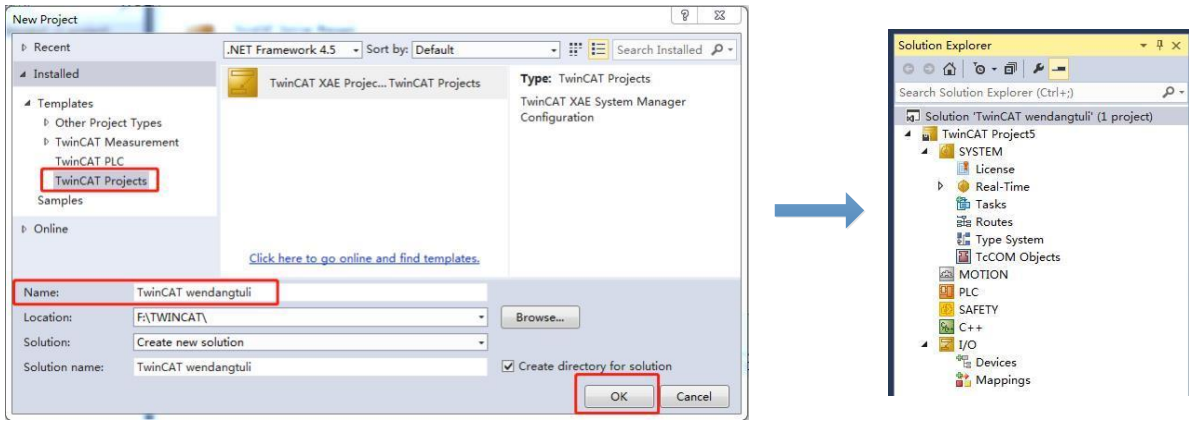 New Project
Recent
.NET Framework 4.5
Sort by: Default
Search Installed
Installed
Templates
Other Project Types
TwinCAT Measurement
TwinCAT PLC
TwinCAT Projects
Samples
Online
TwinCAT XAE Projec... TwinCAT Projects
Type: TwinCAT Projects
TwinCAT XAE System Manager
Configuration
Click here to go online and find templates.
Name: TwinCAT wendangtuli
Location: F:\TWINCAT\
Browse...
Solution: Create new solution
Solution name: TwinCAT wendangtuli
Create directory for solution
OK
Cancel
Solution Explorer
Search Solution Explorer (Ctrl+;)
Solution 'TwinCAT wendangtuli' (1 project)
TwinCAT Project5
SYSTEM
License
Real-Time
Tasks
Routes
Type System
TcCOM Objects
MOTION
PLC
SAFETY
C++
I/O
Devices
Mappings